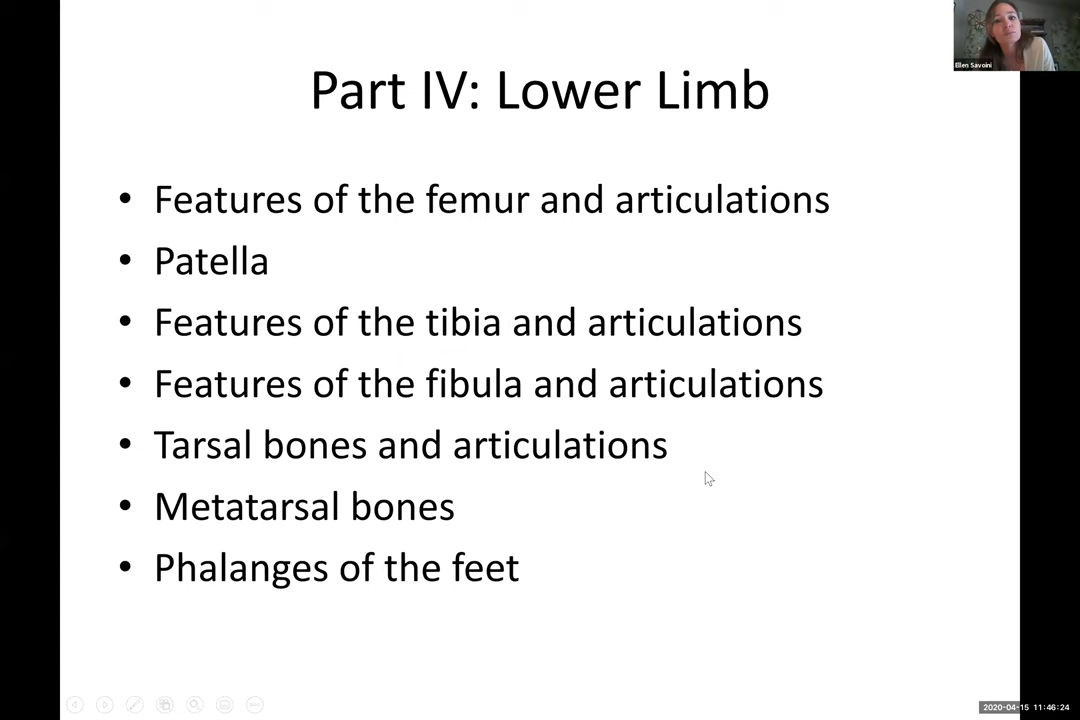 Ellen Savoini
Part IV: Lower Limb
• Features of the femur and articulations
• Patella
• Features of the tibia and articulations
• Features of the fibula and articulations
• Tarsal bones and articulations
• Metatarsal bones
• Phalanges of the feet
2020-04-15 11:46:24